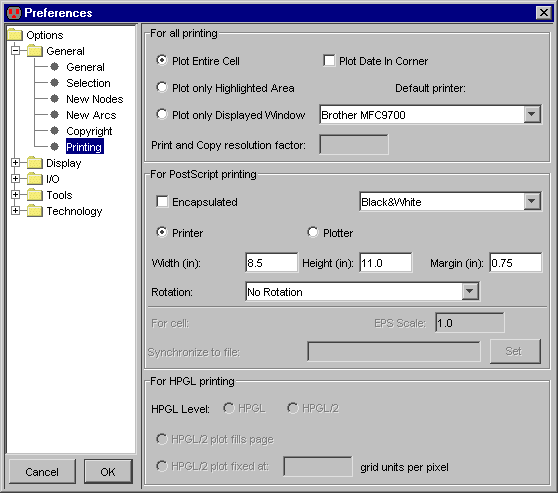 Preferences
Options
General
General
Selection
New Nodes
New Arcs
Copyright
Printing
Display
I/O
Tools
Technology
Cancel
OK
For all printing
Plot Entire Cell
Plot Date In Corner
Plot only Highlighted Area
Default printer:
Plot only Displayed Window
Brother MFC9700
Print and Copy resolution factor:
For PostScript printing
Encapsulated
Black&White
Printer
Plotter
Width (in):
8.5
Height (in):
11.0
Margin (in):
0.75
Rotation:
No Rotation
For cell:
EPS Scale:
1.0
Synchronize to file:
Set
For HPGL printing
HPGL Level:
HPGL
HPGL/2
HPGL/2 plot fills page
HPGL/2 plot fixed at:
grid units per pixel